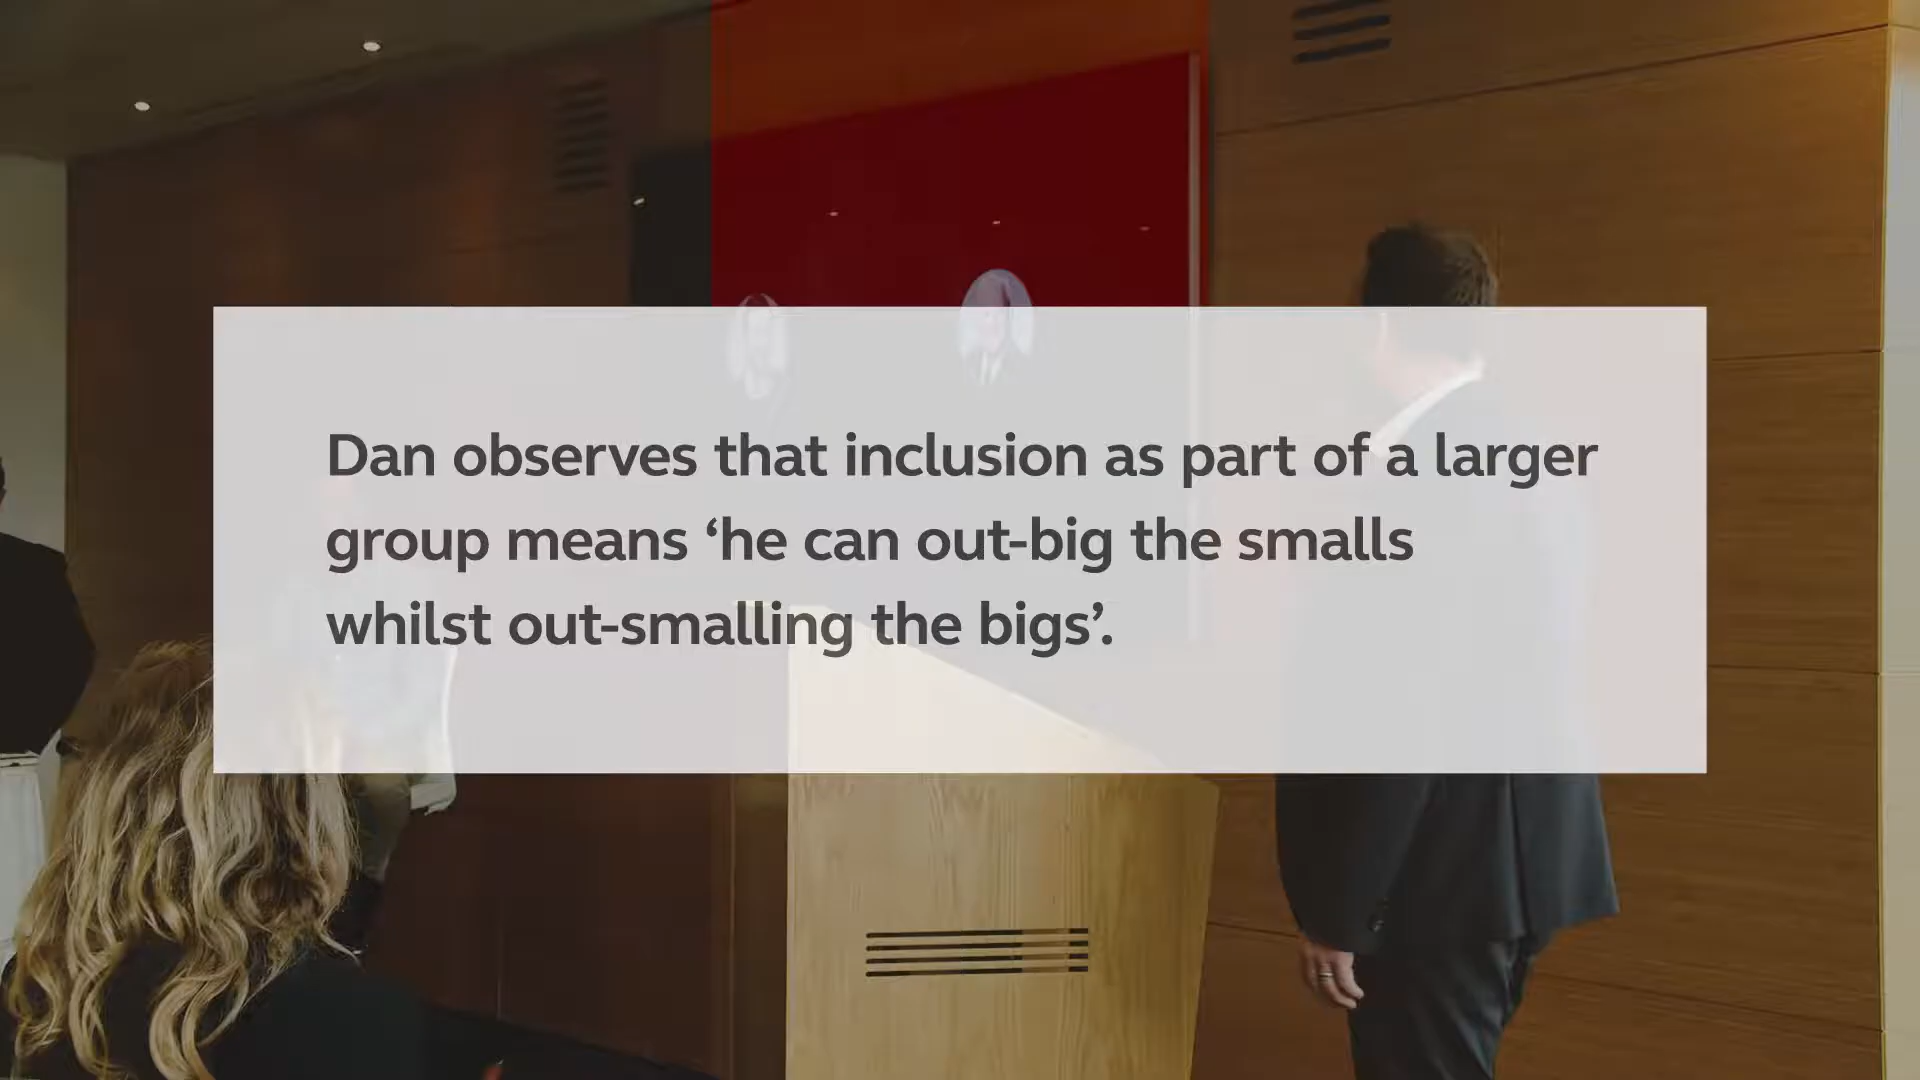 Dan observes that inclusion as part of a larger
group means ‘he can out-big the smalls
whilst out-smalling the bigs’.